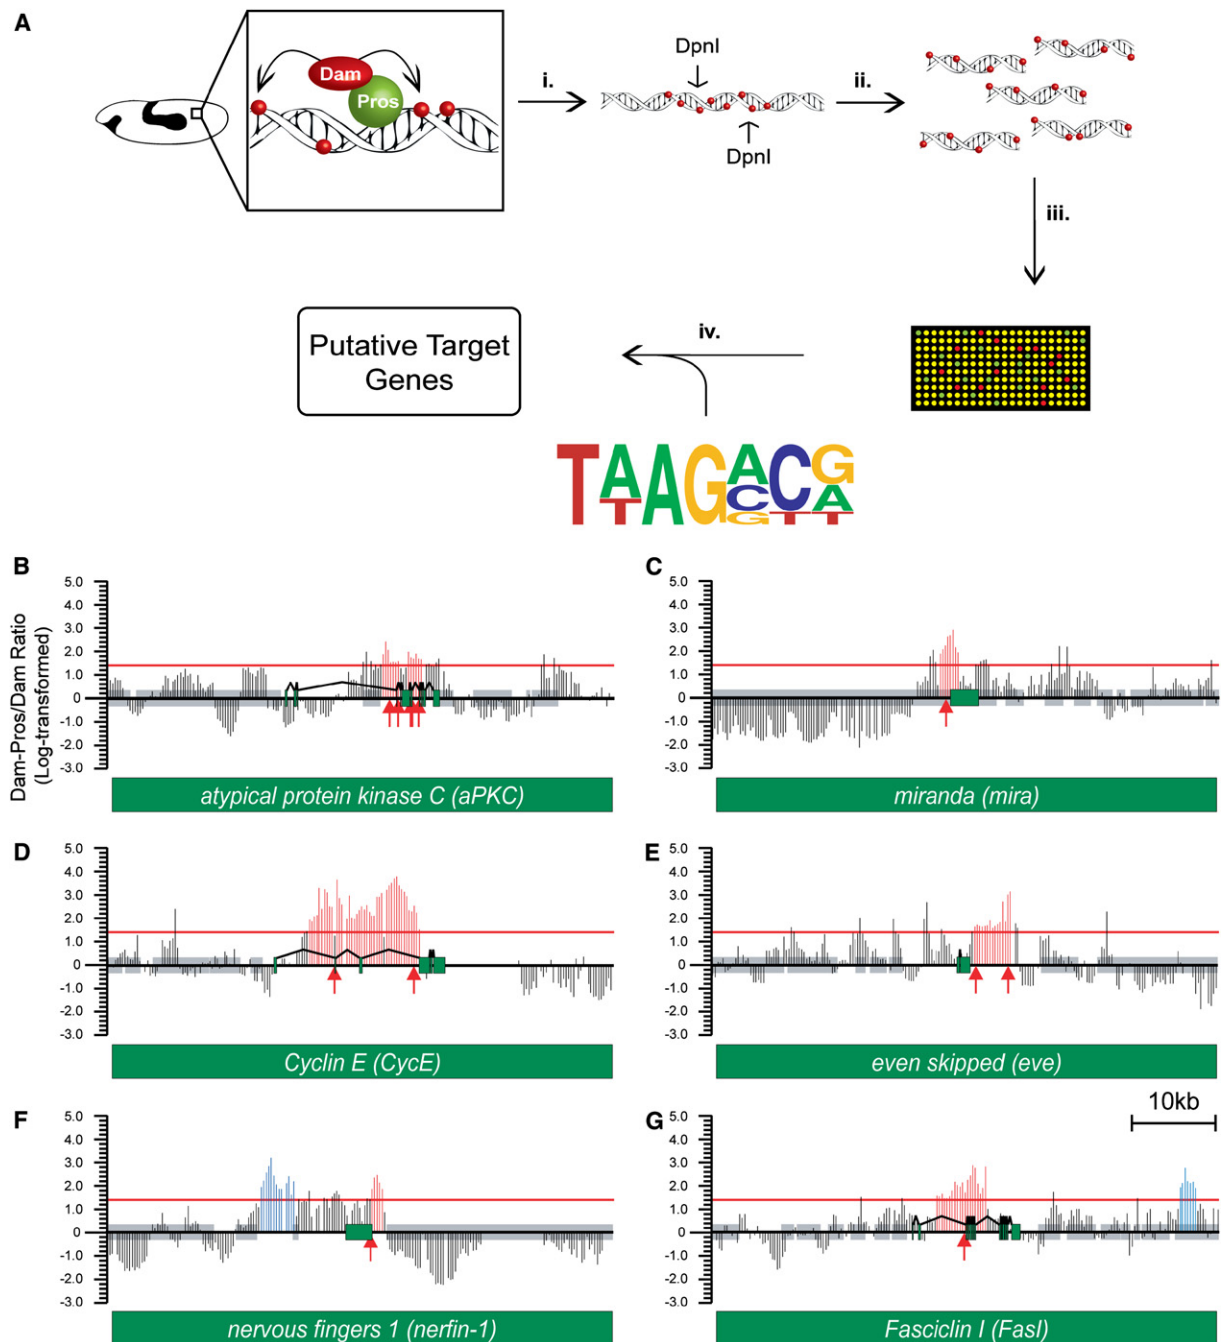 A
Dam
Pros
i.
DpnI
DpnI
ii.
iii.
iv.
Putative Target
Genes
TAAGACG
TCCA
GTT
Dam-Pros/Dam Ratio
(Log-transformed)
B
5.0
4.0
3.0
2.0
1.0
0
-1.0
-2.0
-3.0
atypical protein kinase C (aPKC)
C
5.0
4.0
3.0
2.0
1.0
0
-1.0
-2.0
-3.0
miranda (mira)
D
5.0
4.0
3.0
2.0
1.0
0
-1.0
-2.0
-3.0
Cyclin E (CycE)
E
5.0
4.0
3.0
2.0
1.0
0
-1.0
-2.0
-3.0
even skipped (eve)
F
5.0
4.0
3.0
2.0
1.0
0
-1.0
-2.0
-3.0
nervous fingers 1 (nerfin-1)
10kb
G
5.0
4.0
3.0
2.0
1.0
0
-1.0
-2.0
-3.0
Fasciclin I (FasI)